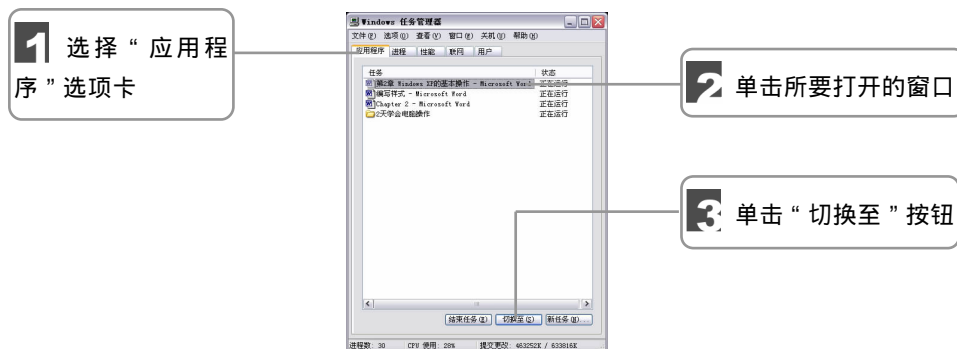 1 选择“应用程
序”选项卡
Windows 任务管理器
文件(F) 选项(O) 查看(V) 窗口(W) 关机(U) 帮助(H)
应用程序 进程 性能 联网 用户
任务 状态
第2章 Windows XP的基本操作 - Microsoft Word 正在运行
编写样式 - Microsoft Word 正在运行
Chapter 2 - Microsoft Word 正在运行
2天学会电脑操作 正在运行
2 单击所要打开的窗口
3 单击“切换至”按钮
结束任务(E) 切换至(S) 新任务(N)...
进程数: 30 CPU 使用: 28% 提交更改: 463252K / 633816K